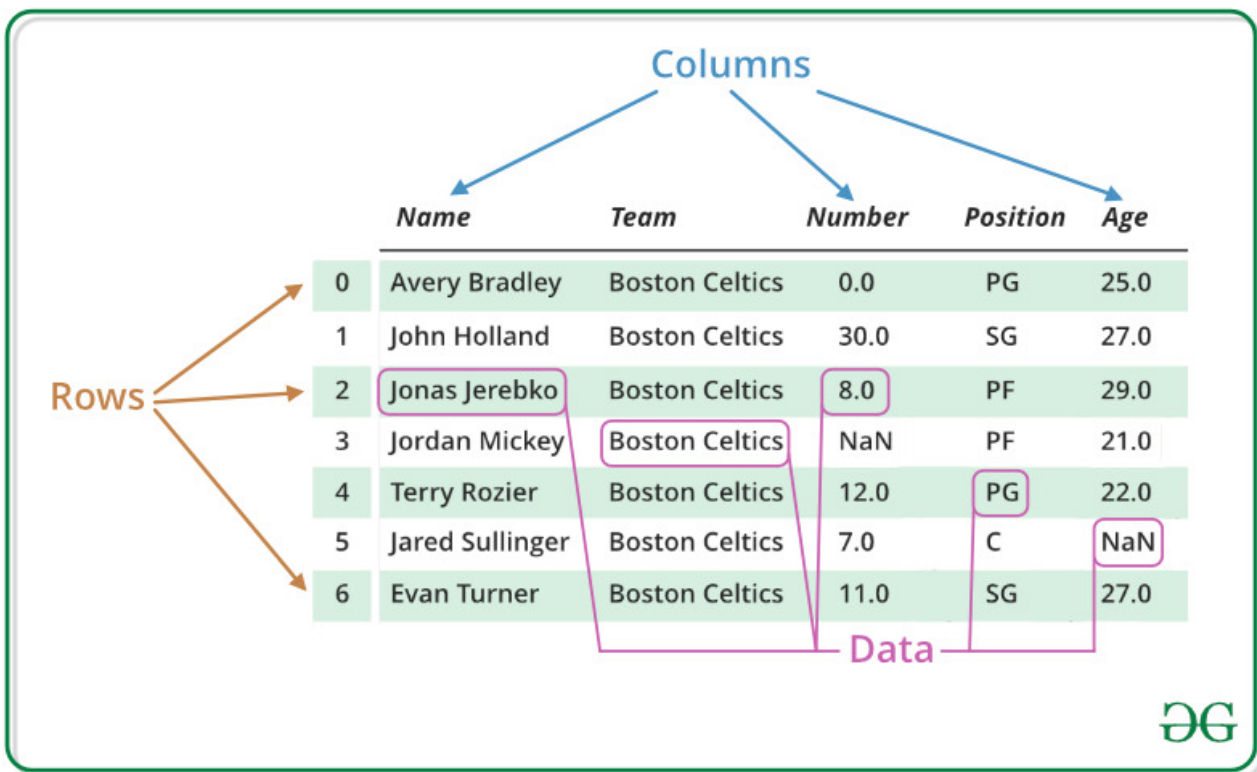 Columns
Name Team Number Position Age
0 Avery Bradley Boston Celtics 0.0 PG 25.0
1 John Holland Boston Celtics 30.0 SG 27.0
Rows
2 Jonas Jerebko Boston Celtics 8.0 PF 29.0
3 Jordan Mickey Boston Celtics NaN PF 21.0
4 Terry Rozier Boston Celtics 12.0 PG 22.0
5 Jared Sullinger Boston Celtics 7.0 C NaN
6 Evan Turner Boston Celtics 11.0 SG 27.0
Data